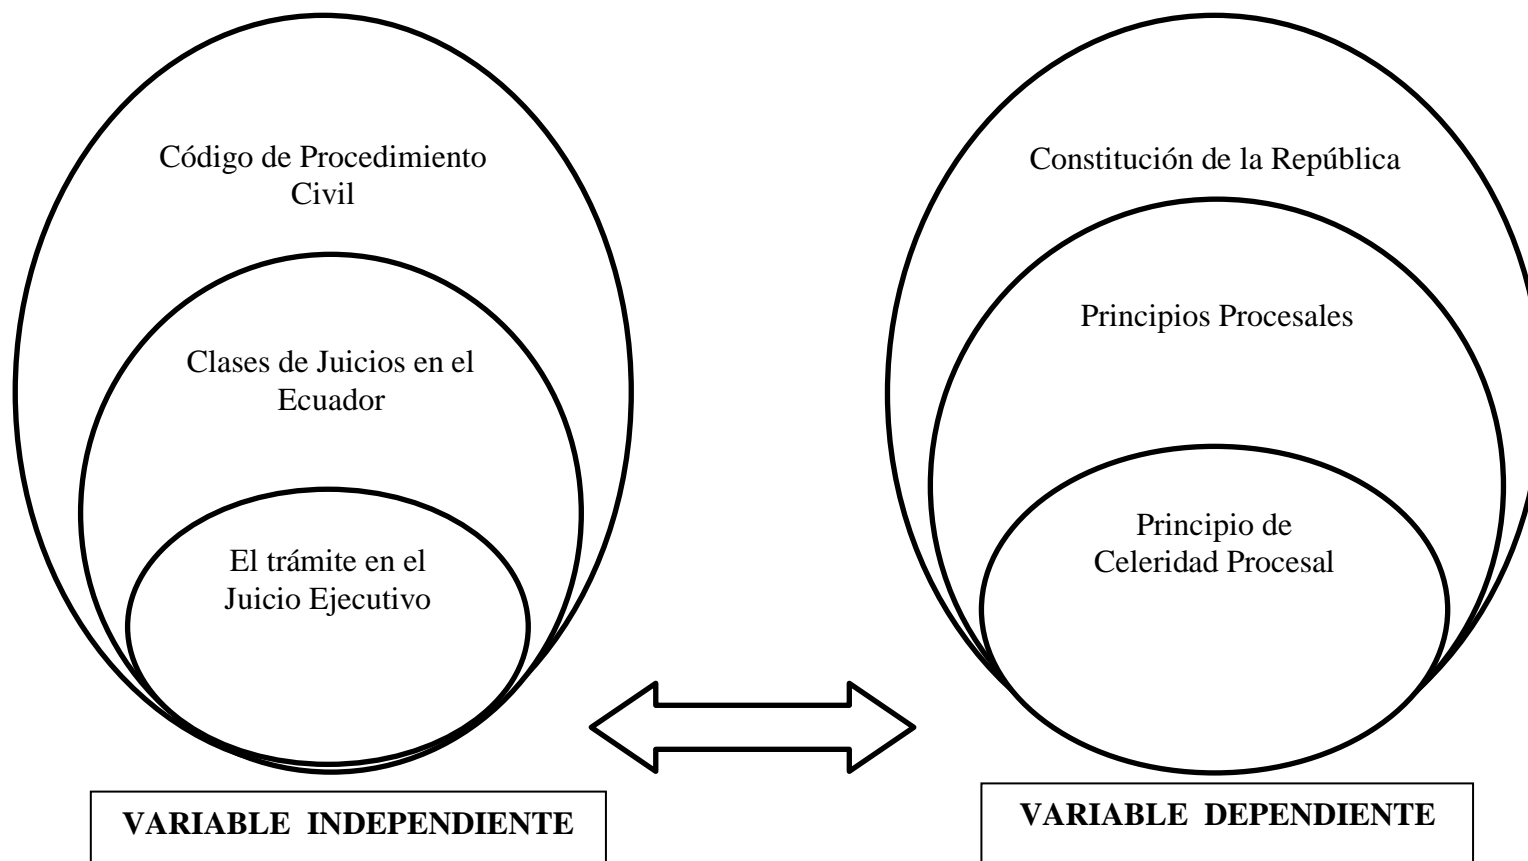 Código de Procedimiento
Civil
Clases de Juicios en el
Ecuador
El trámite en el
Juicio Ejecutivo
VARIABLE INDEPENDIENTE
Constitución de la República
Principios Procesales
Principio de
Celeridad Procesal
VARIABLE DEPENDIENTE